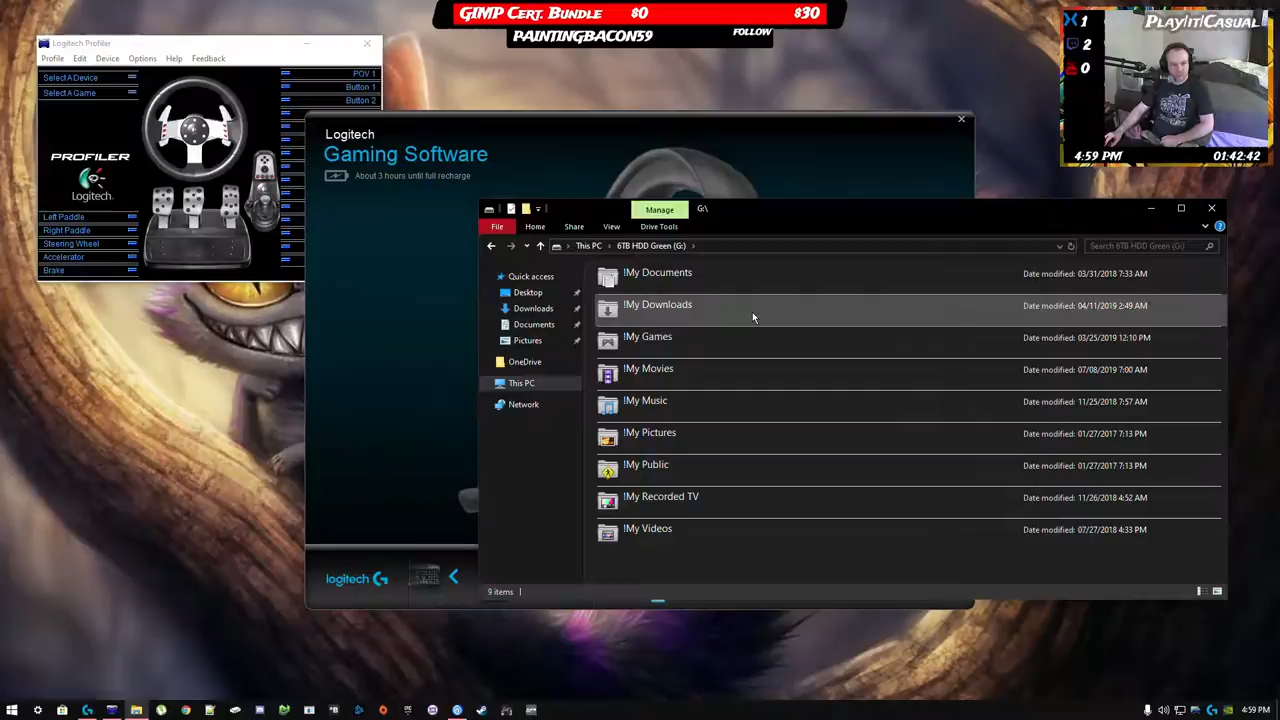 GIMP Cert. Bundle $0 $30
PAINTINGBACON59 FOLLOW
PLAYITCASUAL
1
2
0
4:59 PM 01:42:42
Logitech Profiler
Profile Edit Device Options Help Feedback
Select A Device
Select A Game
POV 1
Button 1
Button 2
PROFILER
Logitech.
Left Paddle
Right Paddle
Steering Wheel
Accelerator
Brake
Logitech
Gaming Software
About 3 hours until full recharge
logitech G
Manage G:\
File Home Share View Drive Tools
This PC 6TB HDD Green (G:) Search 6TB HDD Green (G:)
Quick access
Desktop
Downloads
Documents
Pictures
OneDrive
This PC
Network
!My Documents Date modified: 03/31/2018 7:33 AM
!My Downloads Date modified: 04/11/2019 2:49 AM
!My Games Date modified: 03/25/2019 12:10 PM
!My Movies Date modified: 07/08/2019 7:00 AM
!My Music Date modified: 11/25/2018 7:57 AM
!My Pictures Date modified: 01/27/2017 7:13 PM
!My Public Date modified: 01/27/2017 7:13 PM
!My Recorded TV Date modified: 11/26/2018 4:52 AM
!My Videos Date modified: 07/27/2018 4:33 PM
9 items
4:59 PM